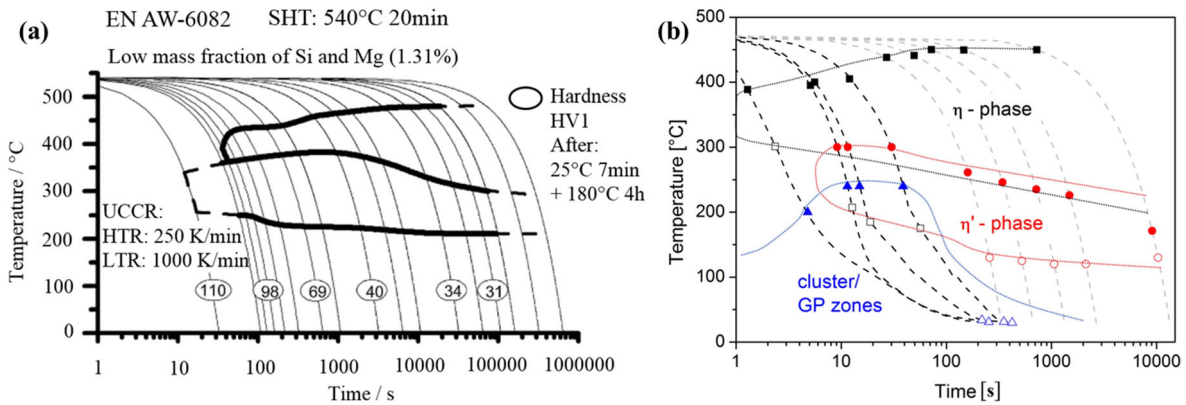 (a)
EN AW-6082 SHT: 540°C 20min
Low mass fraction of Si and Mg (1.31%)
Temperature / °C
500
400
300
200
100
0
Hardness
HV1
After:
25°C 7min
+ 180°C 4h
UCCR:
HTR: 250 K/min
LTR: 1000 K/min
110 98 69 40 34 31
1 10 100 1000 10000 100000 1000000
Time / s
(b)
Temperature [°C]
500
400
300
200
100
0
η - phase
η' - phase
cluster/
GP zones
1 10 100 1000 10000
Time [s]